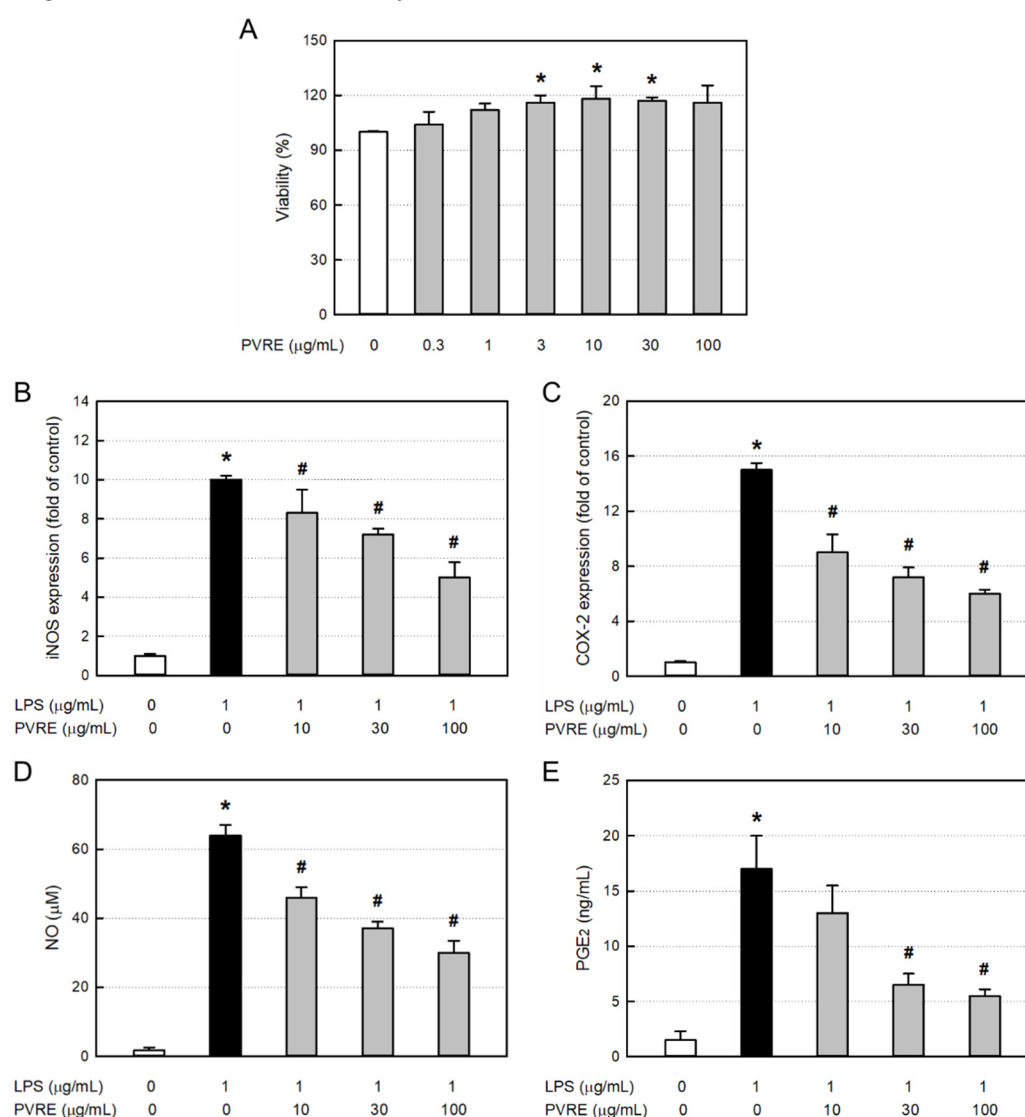 A
150
120
90
60
30
0
Viability (%)
* * *
PVRE (μg/mL) 0 0.3 1 3 10 30 100
B
14
12
10
8
6
4
2
0
iNOS expression (fold of control)
* # # #
LPS (μg/mL) 0 1 1 1 1
PVRE (μg/mL) 0 0 10 30 100
C
20
16
12
8
4
0
COX-2 expression (fold of control)
* # # #
LPS (μg/mL) 0 1 1 1 1
PVRE (μg/mL) 0 0 10 30 100
D
80
60
40
20
0
NO (μM)
* # # #
LPS (μg/mL) 0 1 1 1 1
PVRE (μg/mL) 0 0 10 30 100
E
25
20
15
10
5
0
PGE2 (ng/mL)
* # #
LPS (μg/mL) 0 1 1 1 1
PVRE (μg/mL) 0 0 10 30 100